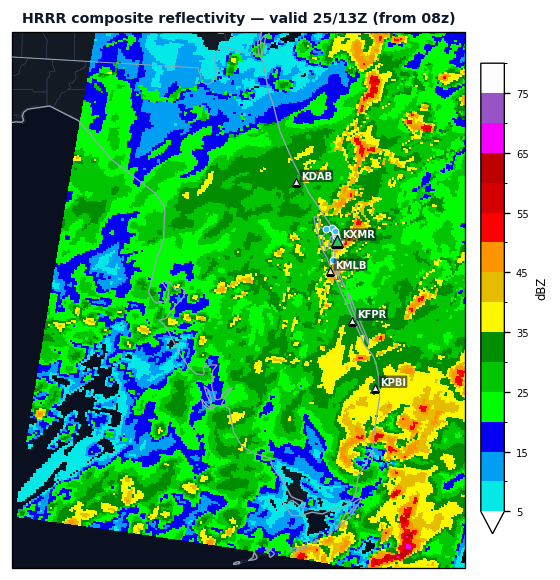 HRRR composite reflectivity — valid 25/13Z (from 08z)
KDAB
KXMR
KMLB
KFPR
KPBI
75
65
55
45
35
25
15
5
dBZ